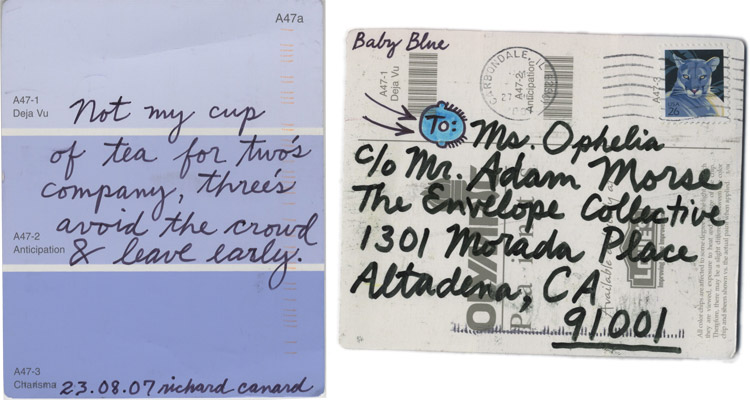 A47a
A47-1
Deja Vu
Not my cup
of tea for two's
company, three's
avoid the crowd
A47-2
Anticipation
& leave early.
A47-3
Charisma
23.08.07 richard canard
Baby Blue
A47-1
Deja Vu
CARBONDALE, IL
A47-2
Anticipation
A47-3
26
To:
Ms. Ophelia
c/o Mr. Adam Morse
The Envelope Collective
1301 Morada Place
Altadena, CA
91001
Available